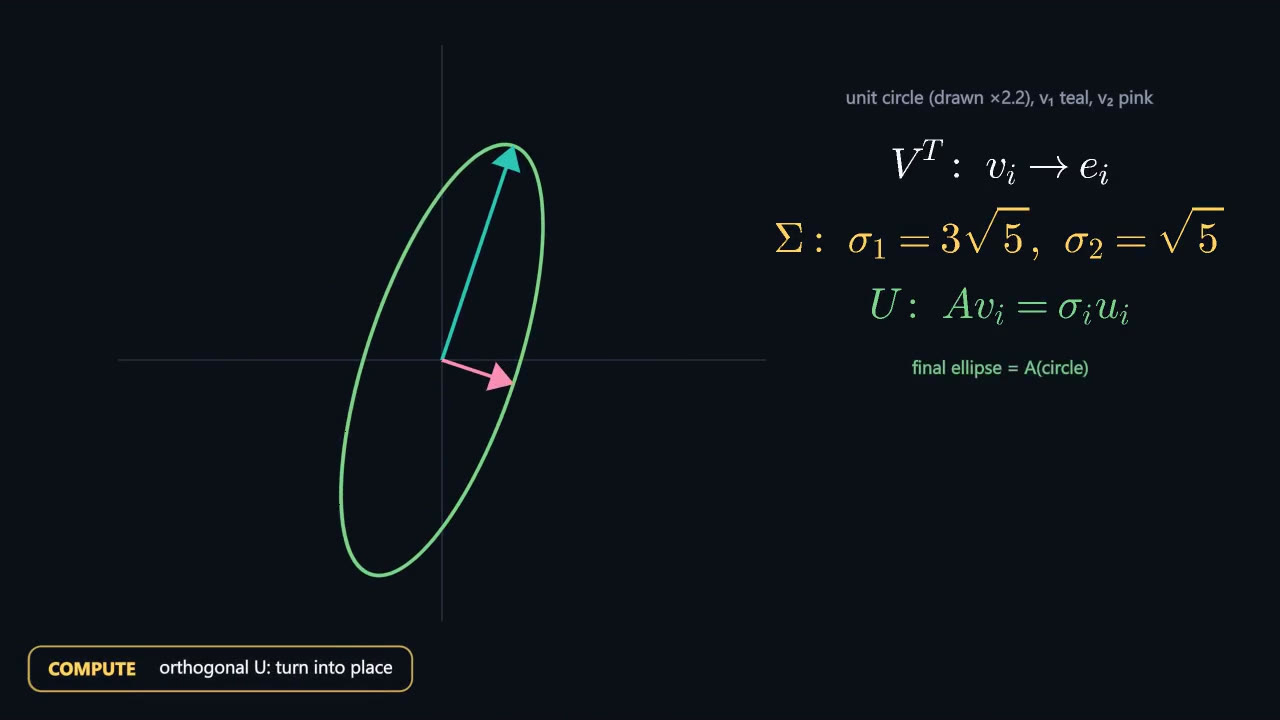 unit circle (drawn ×2.2), v₁ teal, v₂ pink
Vᵀ : vᵢ → eᵢ
Σ : σ₁ = 3√5, σ₂ = √5
U : Avᵢ = σᵢuᵢ
final ellipse = A(circle)
COMPUTE orthogonal U: turn into place